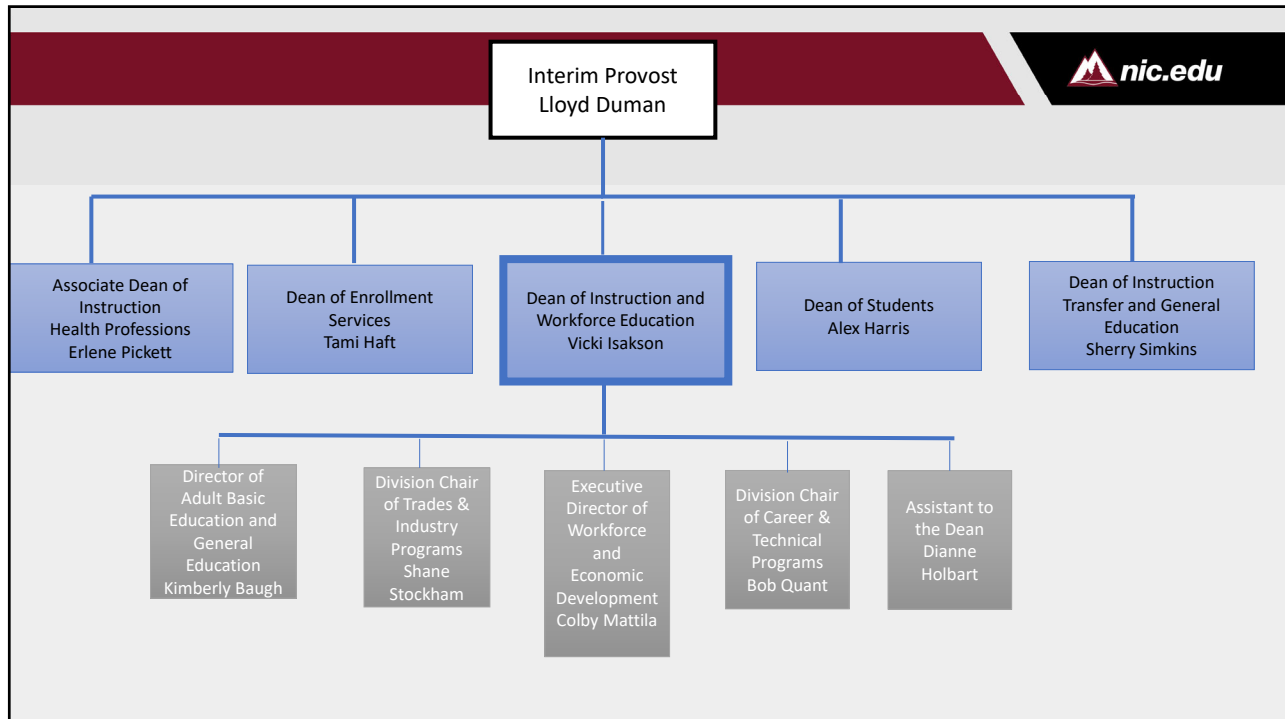 Interim Provost
Lloyd Duman
nic.edu
Associate Dean of
Instruction
Health Professions
Erlene Pickett
Dean of Enrollment
Services
Tami Haft
Dean of Instruction and
Workforce Education
Vicki Isakson
Dean of Students
Alex Harris
Dean of Instruction
Transfer and General
Education
Sherry Simkins
Director of
Adult Basic
Education and
General
Education
Kimberly Baugh
Division Chair
of Trades &
Industry
Programs
Shane
Stockham
Executive
Director of
Workforce
and
Economic
Development
Colby Mattila
Division Chair
of Career &
Technical
Programs
Bob Quant
Assistant to
the Dean
Dianne
Holbart